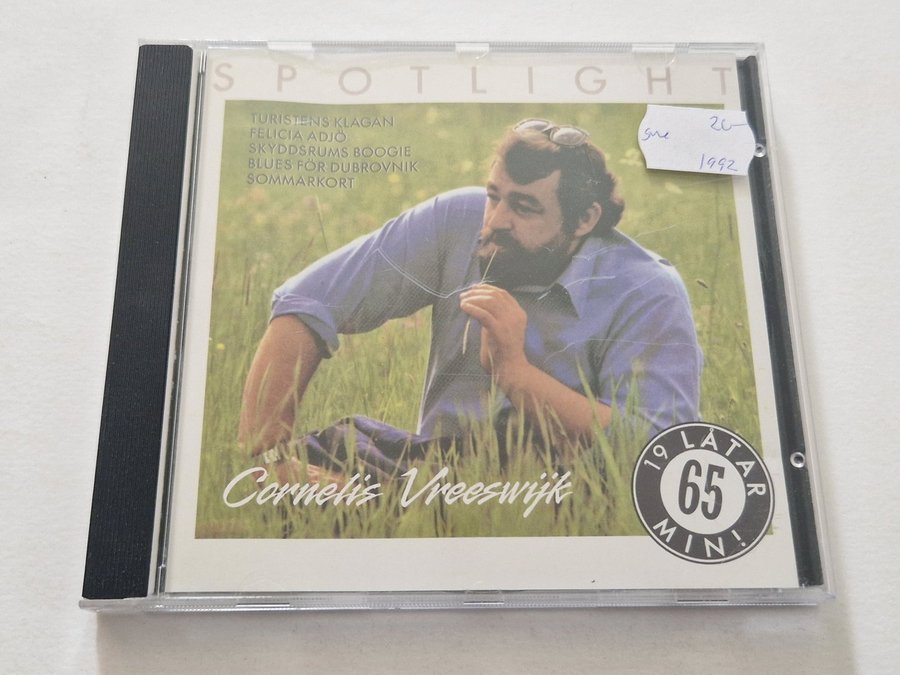 SPOTLIGHT
TURISTENS KLAGAN
FELICIA ADJÖ
SKYDDSRUMS BOOGIE
BLUES FÖR DUBROVNIK
SOMMARKORT
20-
1992
Cornelis Vreeswijk
19 LÅTAR
65
MIN!